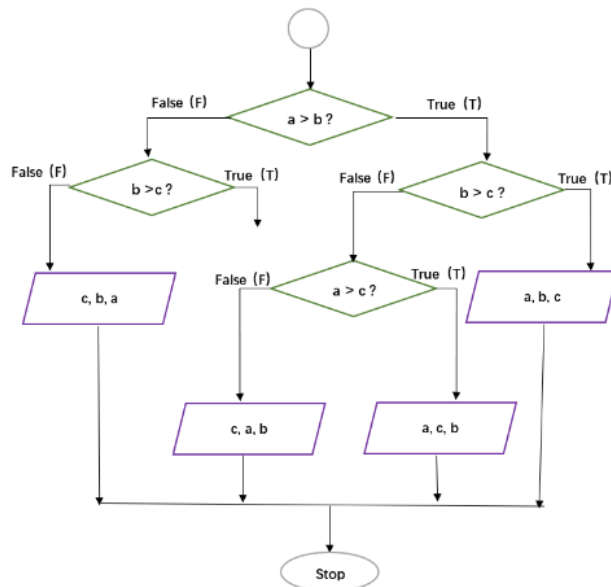 False (F)
a > b ?
True (T)
False (F)
b >c ?
True (T)
False (F)
b > c ?
True (T)
c, b, a
False (F)
a > c ?
True (T)
a, b, c
c, a, b
a, c, b
Stop